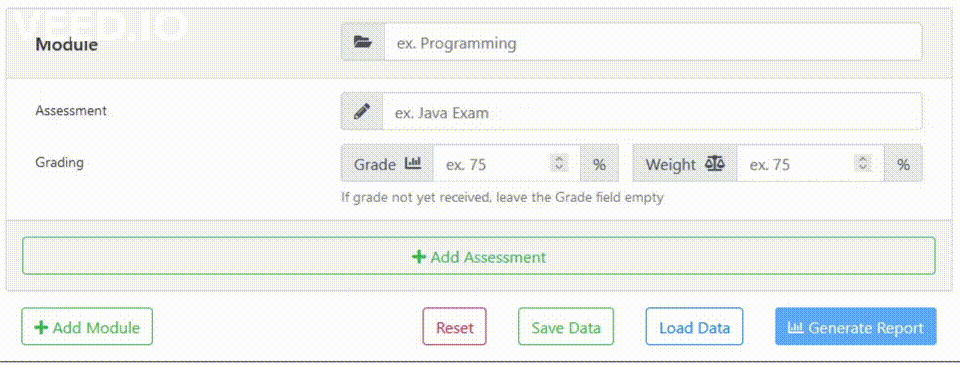 VEED.IO
Module ex. Programming
Assessment ex. Java Exam
Grading Grade ex. 75 % Weight ex. 75 %
If grade not yet received, leave the Grade field empty
Add Assessment
Add Module Reset Save Data Load Data Generate Report